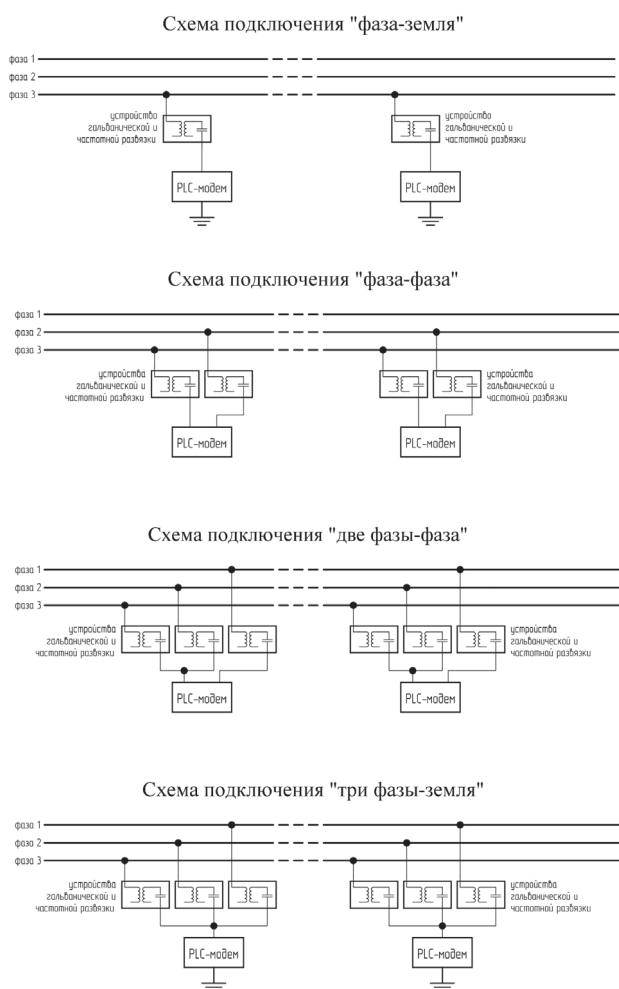 Схема подключения "фаза-земля"
фаза 1
фаза 2
фаза 3
устройство
гальванической и
частотной развязки
устройство
гальванической и
частотной развязки
PLC-модем
PLC-модем
Схема подключения "фаза-фаза"
фаза 1
фаза 2
фаза 3
устройства
гальванической и
частотной развязки
устройства
гальванической и
частотной развязки
PLC-модем
PLC-модем
Схема подключения "две фазы-фаза"
фаза 1
фаза 2
фаза 3
устройства
гальванической и
частотной развязки
устройства
гальванической и
частотной развязки
PLC-модем
PLC-модем
Схема подключения "три фазы-земля"
фаза 1
фаза 2
фаза 3
устройства
гальванической и
частотной развязки
устройства
гальванической и
частотной развязки
PLC-модем
PLC-модем